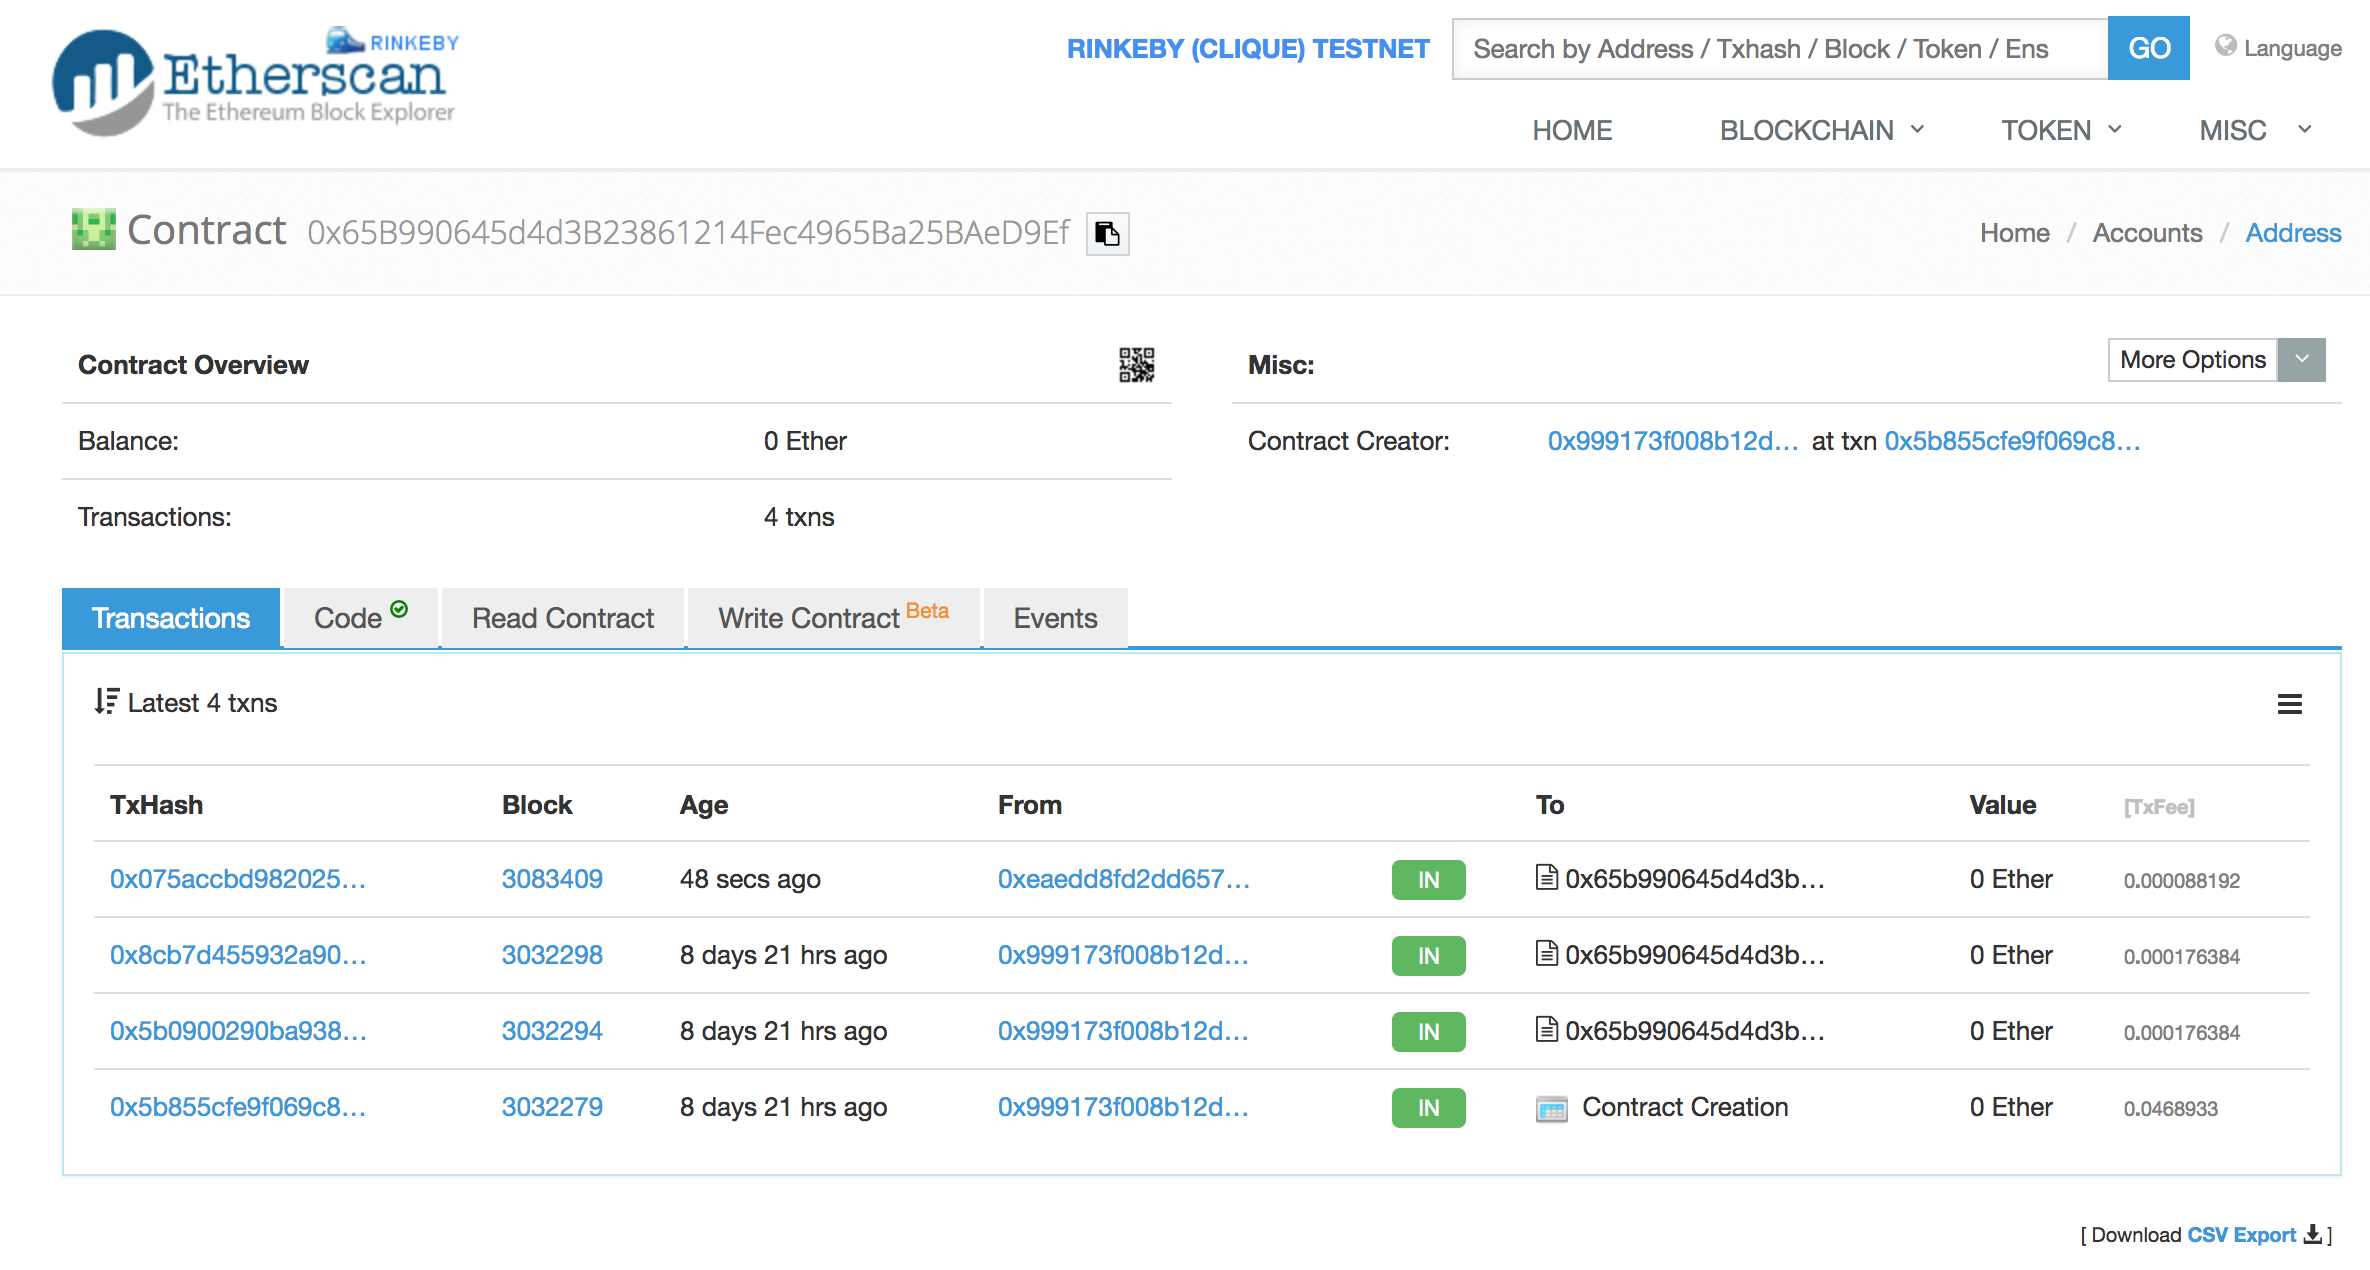 RINKEBY
Etherscan
The Ethereum Block Explorer
RINKEBY (CLIQUE) TESTNET
Search by Address / Txhash / Block / Token / Ens
GO
Language
HOME BLOCKCHAIN TOKEN MISC
Contract 0x65B990645d4d3B23861214Fec4965Ba25BAeD9Ef
Home / Accounts / Address
Contract Overview
Balance: 0 Ether
Transactions: 4 txns
Misc:
More Options
Contract Creator: 0x999173f008b12d... at txn 0x5b855cfe9f069c8...
Transactions Code Read Contract Write Contract Beta Events
Latest 4 txns
TxHash Block Age From To Value [TxFee]
0x075accbd982025... 3083409 48 secs ago 0xeaedd8fd2dd657... IN 0x65b990645d4d3b... 0 Ether 0.000088192
0x8cb7d455932a90... 3032298 8 days 21 hrs ago 0x999173f008b12d... IN 0x65b990645d4d3b... 0 Ether 0.000176384
0x5b0900290ba938... 3032294 8 days 21 hrs ago 0x999173f008b12d... IN 0x65b990645d4d3b... 0 Ether 0.000176384
0x5b855cfe9f069c8... 3032279 8 days 21 hrs ago 0x999173f008b12d... IN Contract Creation 0 Ether 0.0468933
[ Download CSV Export ]